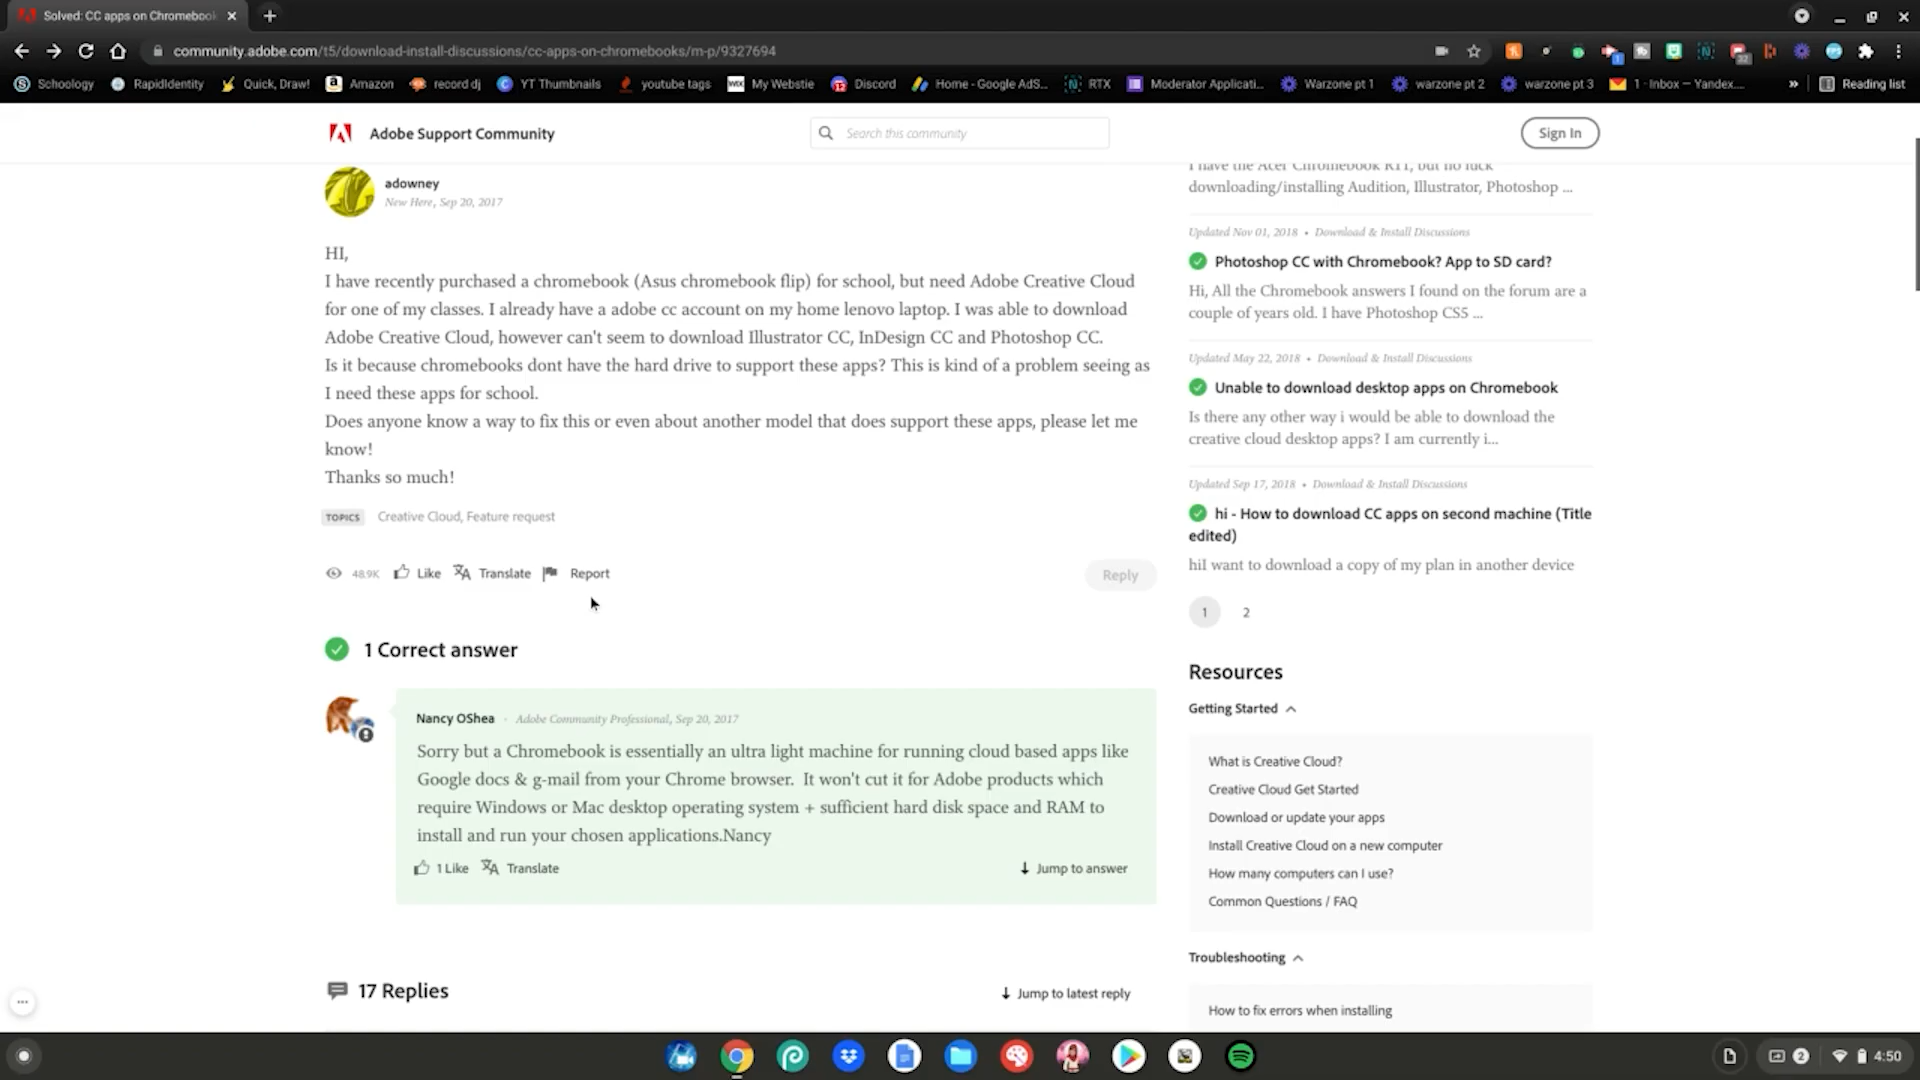 Solved: CC apps on Chromebook
community.adobe.com/t5/download-install-discussions/cc-apps-on-chromebooks/m-p/9327694
Schoology
RapidIdentity
Quick, Draw!
Amazon
record dj
YT Thumbnails
youtube tags
My Webstie
Discord
Home - Google AdS...
RTX
Moderator Applicati...
Warzone pt 1
warzone pt 2
warzone pt 3
1 · Inbox — Yandex....
»
Reading list
Adobe Support Community
Search this community
Sign In
adowney
New Here, Sep 20, 2017
HI,
I have recently purchased a chromebook (Asus chromebook flip) for school, but need Adobe Creative Cloud
for one of my classes. I already have a adobe cc account on my home lenovo laptop. I was able to download
Adobe Creative Cloud, however can't seem to download Illustrator CC, InDesign CC and Photoshop CC.
Is it because chromebooks dont have the hard drive to support these apps? This is kind of a problem seeing as
I need these apps for school.
Does anyone know a way to fix this or even about another model that does support these apps, please let me
know!
Thanks so much!
TOPICS Creative Cloud, Feature request
48.9K Like Translate Report
Reply
1 Correct answer
Nancy OShea · Adobe Community Professional, Sep 20, 2017
Sorry but a Chromebook is essentially an ultra light machine for running cloud based apps like
Google docs & g-mail from your Chrome browser. It won't cut it for Adobe products which
require Windows or Mac desktop operating system + sufficient hard disk space and RAM to
install and run your chosen applications.Nancy
1 Like Translate
Jump to answer
17 Replies
Jump to latest reply
I have the Acer Chromebook R11, but no luck
downloading/installing Audition, Illustrator, Photoshop ...
Updated Nov 01, 2018 • Download & Install Discussions
Photoshop CC with Chromebook? App to SD card?
Hi, All the Chromebook answers I found on the forum are a
couple of years old. I have Photoshop CS5 ...
Updated May 22, 2018 • Download & Install Discussions
Unable to download desktop apps on Chromebook
Is there any other way i would be able to download the
creative cloud desktop apps? I am currently i...
Updated Sep 17, 2018 • Download & Install Discussions
hi - How to download CC apps on second machine (Title
edited)
hiI want to download a copy of my plan in another device
1 2
Resources
Getting Started
What is Creative Cloud?
Creative Cloud Get Started
Download or update your apps
Install Creative Cloud on a new computer
How many computers can I use?
Common Questions / FAQ
Troubleshooting
How to fix errors when installing
2
4:50